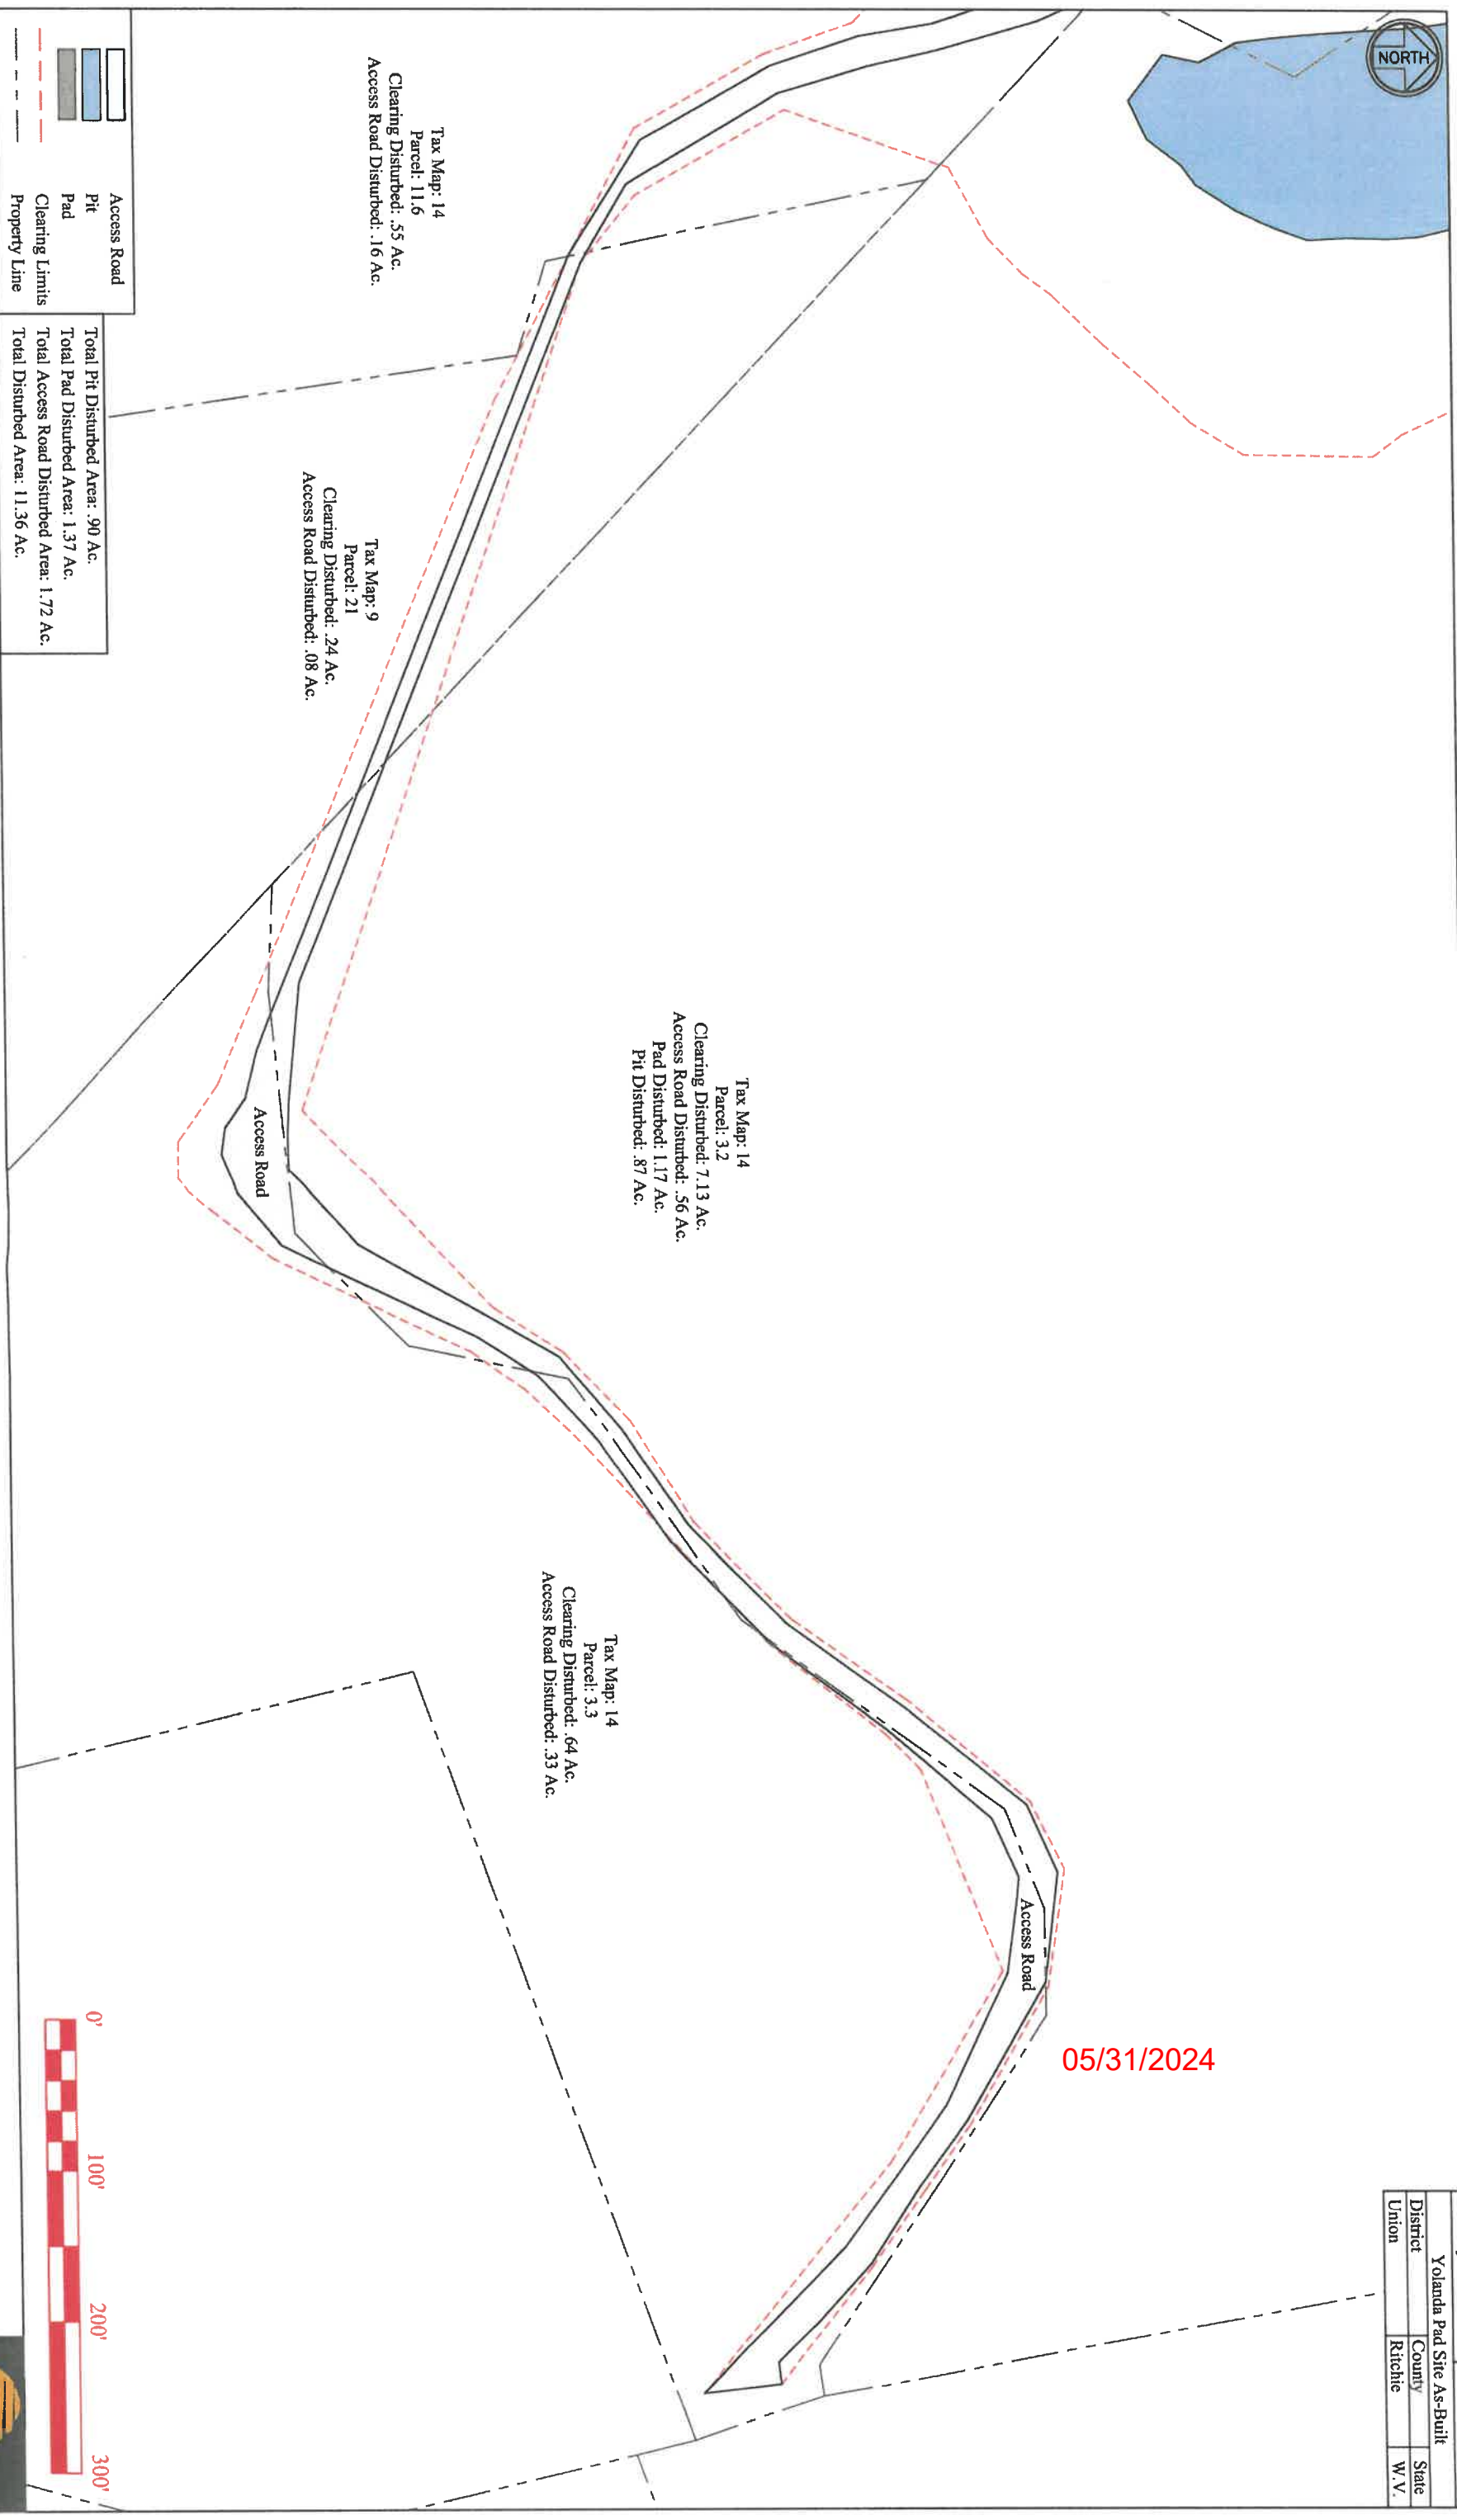 NORTH
Yolanda Pad Site As-Built
District County State
Union Ritchie W.V.
Tax Map: 14
Parcel: 11.6
Clearing Disturbed: .55 Ac.
Access Road Disturbed: .16 Ac.
Tax Map: 9
Parcel: 21
Clearing Disturbed: .24 Ac.
Access Road Disturbed: .08 Ac.
Tax Map: 14
Parcel: 3.2
Clearing Disturbed: 7.13 Ac.
Access Road Disturbed: .56 Ac.
Pad Disturbed: 1.17 Ac.
Pit Disturbed: .87 Ac.
Access Road
Tax Map: 14
Parcel: 3.3
Clearing Disturbed: .64 Ac.
Access Road Disturbed: .33 Ac.
Access Road
05/31/2024
Access Road
Pit
Pad
Clearing Limits
Property Line
Total Pit Disturbed Area: .90 Ac.
Total Pad Disturbed Area: 1.37 Ac.
Total Access Road Disturbed Area: 1.72 Ac.
Total Disturbed Area: 11.36 Ac.
0' 100' 200' 300'